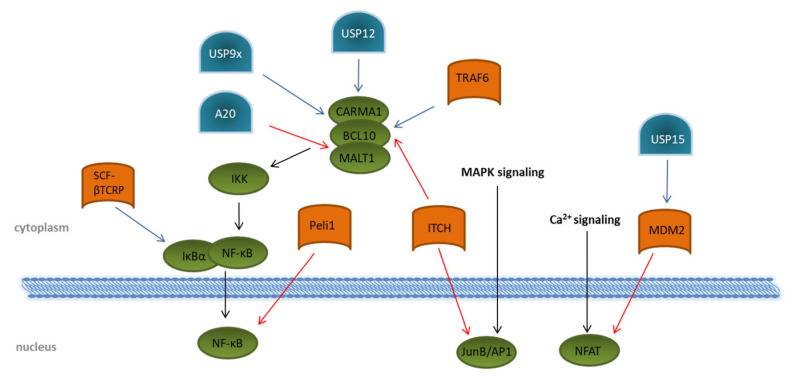 USP12
USP9x
TRAF6
A20
CARMA1
BCL10
MALT1
USP15
SCF-
βTCRP
IKK
MAPK signaling
Ca2+ signaling
cytoplasm
Peli1
ITCH
MDM2
IκBα
NF-κB
nucleus
NF-κB
JunB/AP1
NFAT